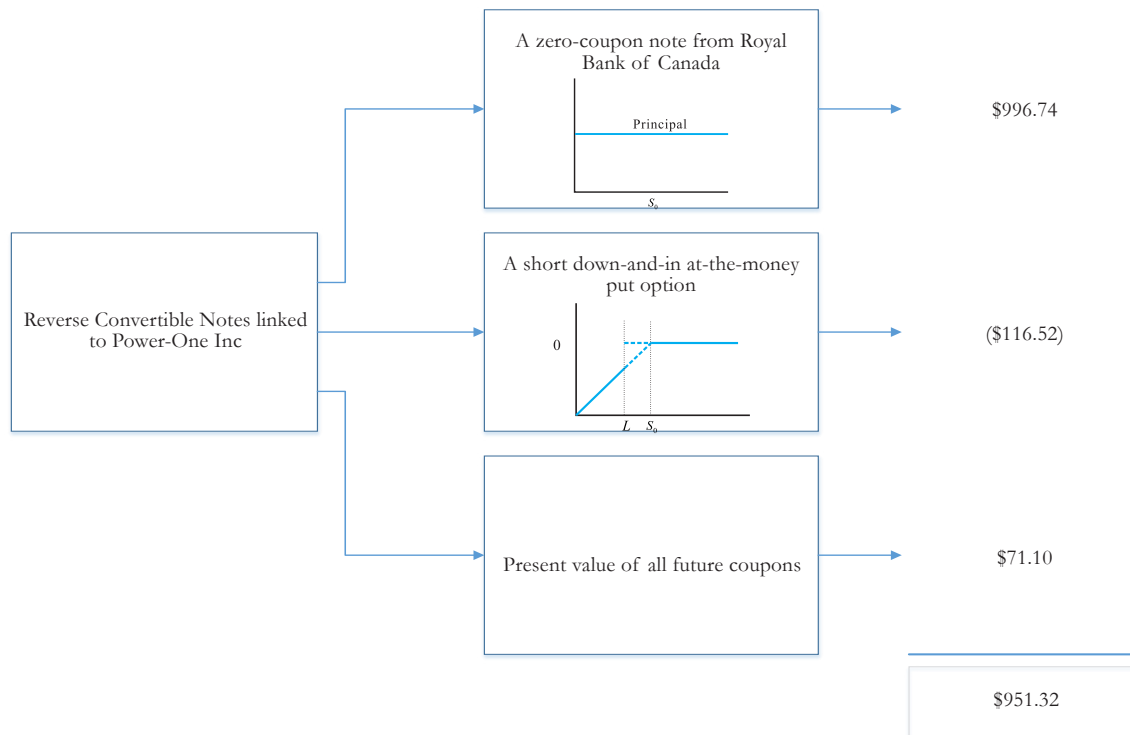 A zero-coupon note from Royal
Bank of Canada
Principal
S₀
$996.74
Reverse Convertible Notes linked
to Power-One Inc
A short down-and-in at-the-money
put option
0
L S₀
($116.52)
Present value of all future coupons
$71.10
$951.32